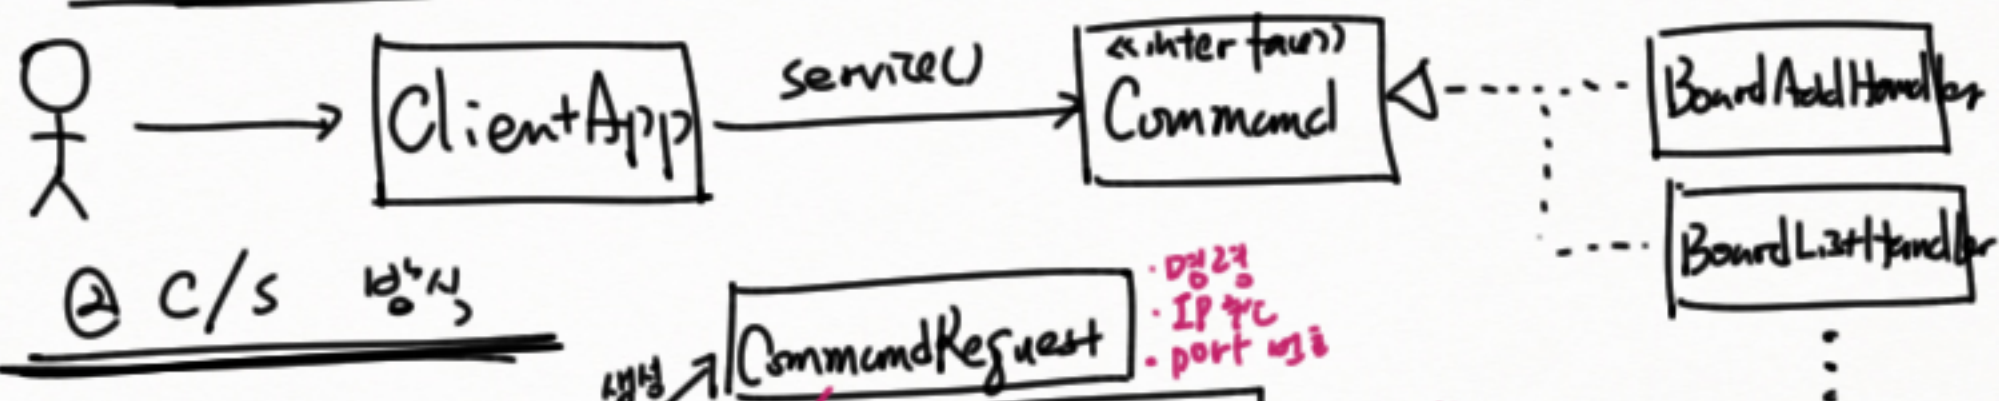 ClientApp
service()
<<interface>>
Command
BoardAddHandler
BoardListHandler
② C/S 방식
생성
CommandRequest
· 명령
· IP 주소
· port 번호